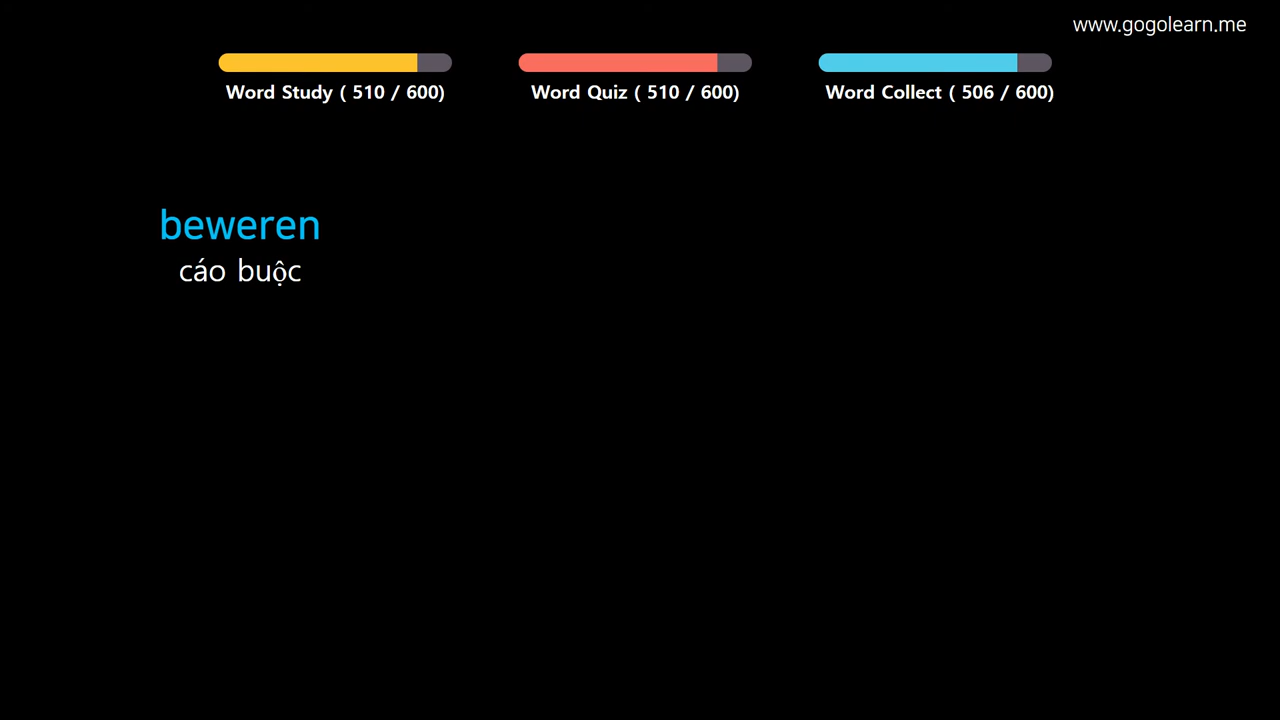 www.gogolearn.me
Word Study ( 510 / 600)
Word Quiz ( 510 / 600)
Word Collect ( 506 / 600)
beweren
cáo buộc